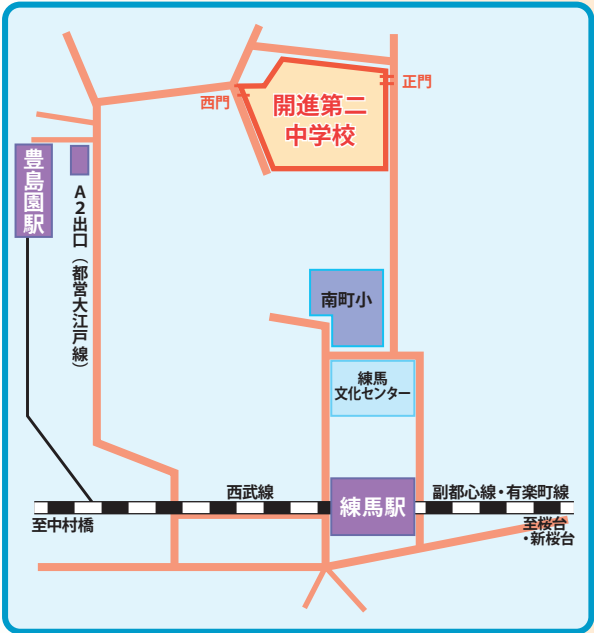 正門
西門
開進第二
中学校
豊島園駅
A2出口（都営大江戸線）
南町小
練馬
文化センター
西武線
練馬駅
副都心線・有楽町線
至中村橋
至桜台
・新桜台